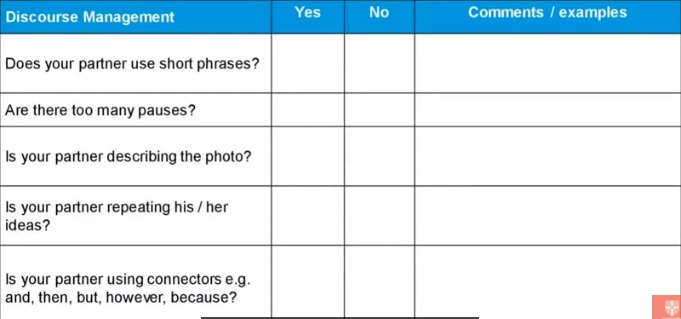 Discourse Management Yes No Comments / examples
Does your partner use short phrases?
Are there too many pauses?
Is your partner describing the photo?
Is your partner repeating his / her
ideas?
Is your partner using connectors e.g.
and, then, but, however, because?